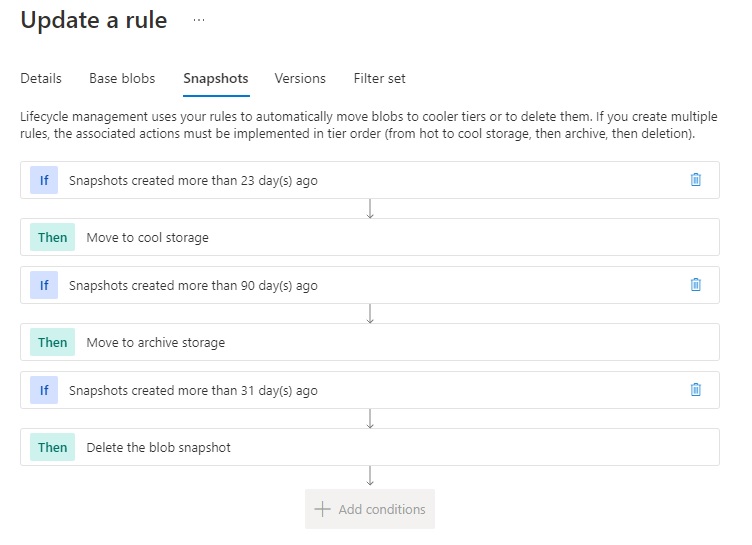 Update a rule ...
Details Base blobs Snapshots Versions Filter set
Lifecycle management uses your rules to automatically move blobs to cooler tiers or to delete them. If you create multiple
rules, the associated actions must be implemented in tier order (from hot to cool storage, then archive, then deletion).
If Snapshots created more than 23 day(s) ago
Then Move to cool storage
If Snapshots created more than 90 day(s) ago
Then Move to archive storage
If Snapshots created more than 31 day(s) ago
Then Delete the blob snapshot
Add conditions